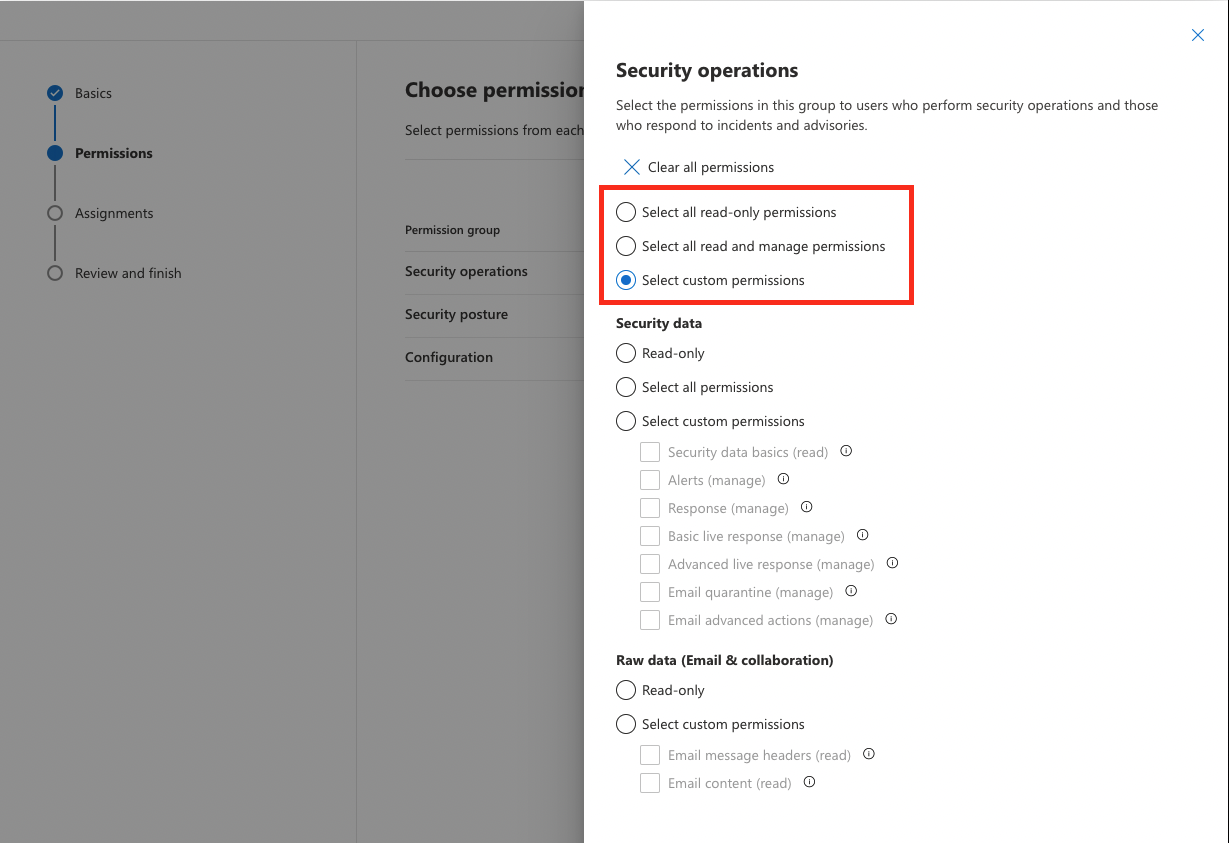 Basics
Permissions
Assignments
Review and finish
Choose permission
Select permissions from each
Permission group
Security operations
Security posture
Configuration
Security operations
Select the permissions in this group to users who perform security operations and those
who respond to incidents and advisories.
Clear all permissions
Select all read-only permissions
Select all read and manage permissions
Select custom permissions
Security data
Read-only
Select all permissions
Select custom permissions
Security data basics (read)
Alerts (manage)
Response (manage)
Basic live response (manage)
Advanced live response (manage)
Email quarantine (manage)
Email advanced actions (manage)
Raw data (Email & collaboration)
Read-only
Select custom permissions
Email message headers (read)
Email content (read)